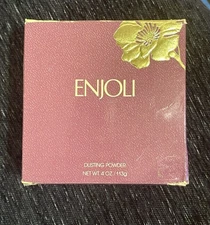 ENJOLI
DUSTING POWDER
NET WT. 4 OZ. / 113g